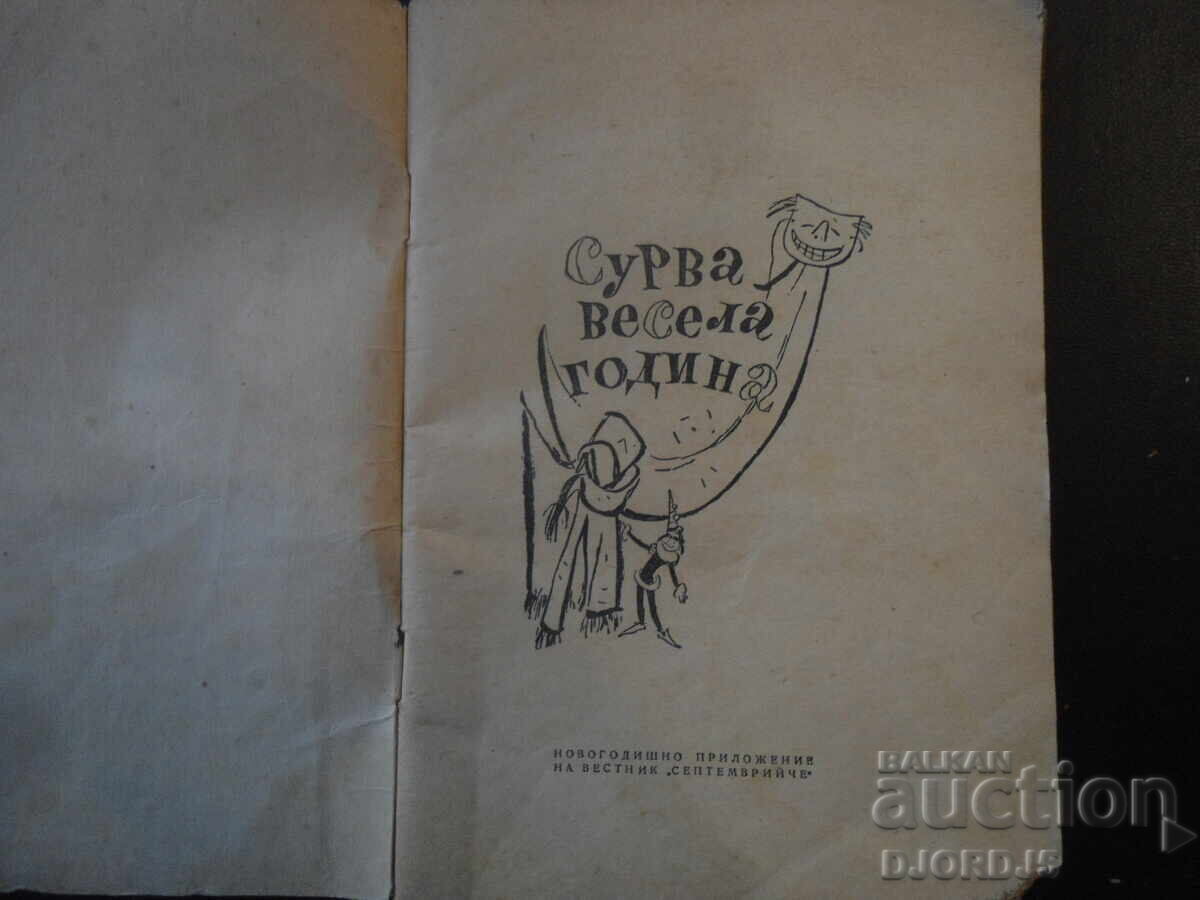 Сурва
весела
година
НОВОГОДИШНО ПРИЛОЖЕНИЕ
НА ВЕСТНИК „СЕПТЕМВРИЙЧЕ"
BALKAN
auction
DJORDJ5